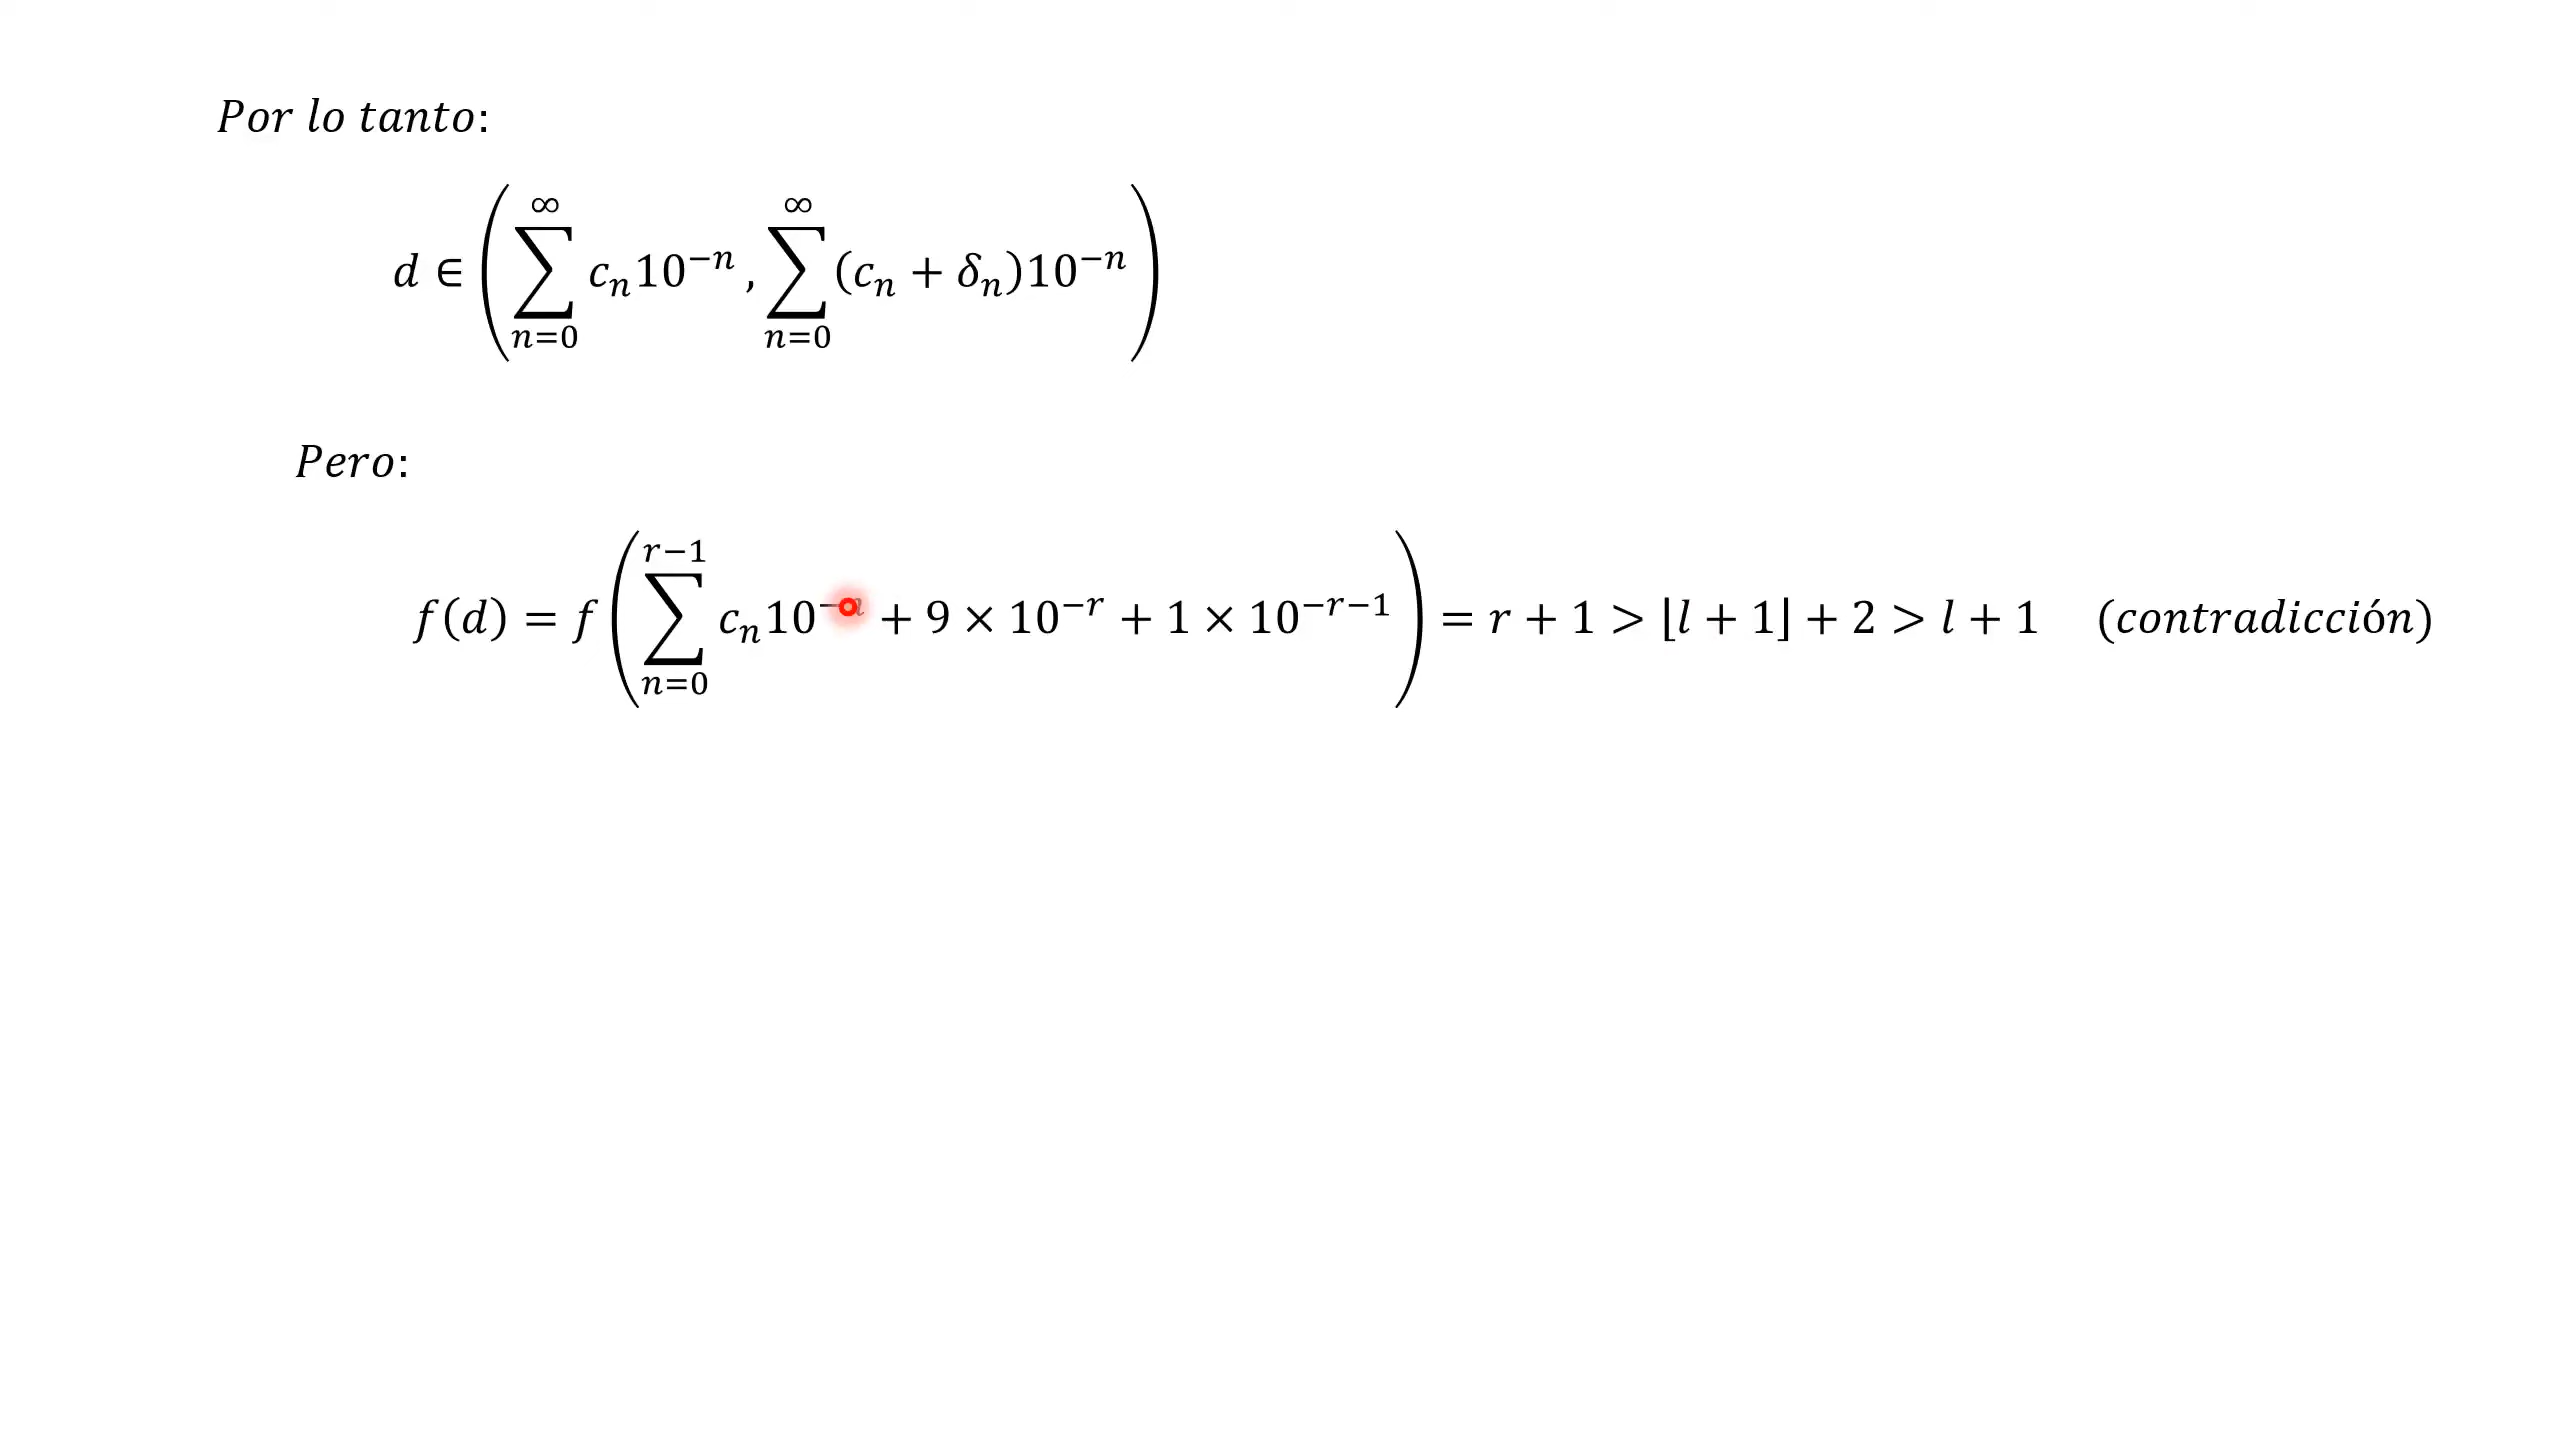 Por lo tanto:
d ∈ (∑_{n=0}^{∞} c_n 10^{−n} , ∑_{n=0}^{∞} (c_n + δ_n)10^{−n})
Pero:
f(d) = f(∑_{n=0}^{r−1} c_n 10^{−n} + 9 × 10^{−r} + 1 × 10^{−r−1}) = r + 1 > ⌊l + 1⌋ + 2 > l + 1 (contradicción)